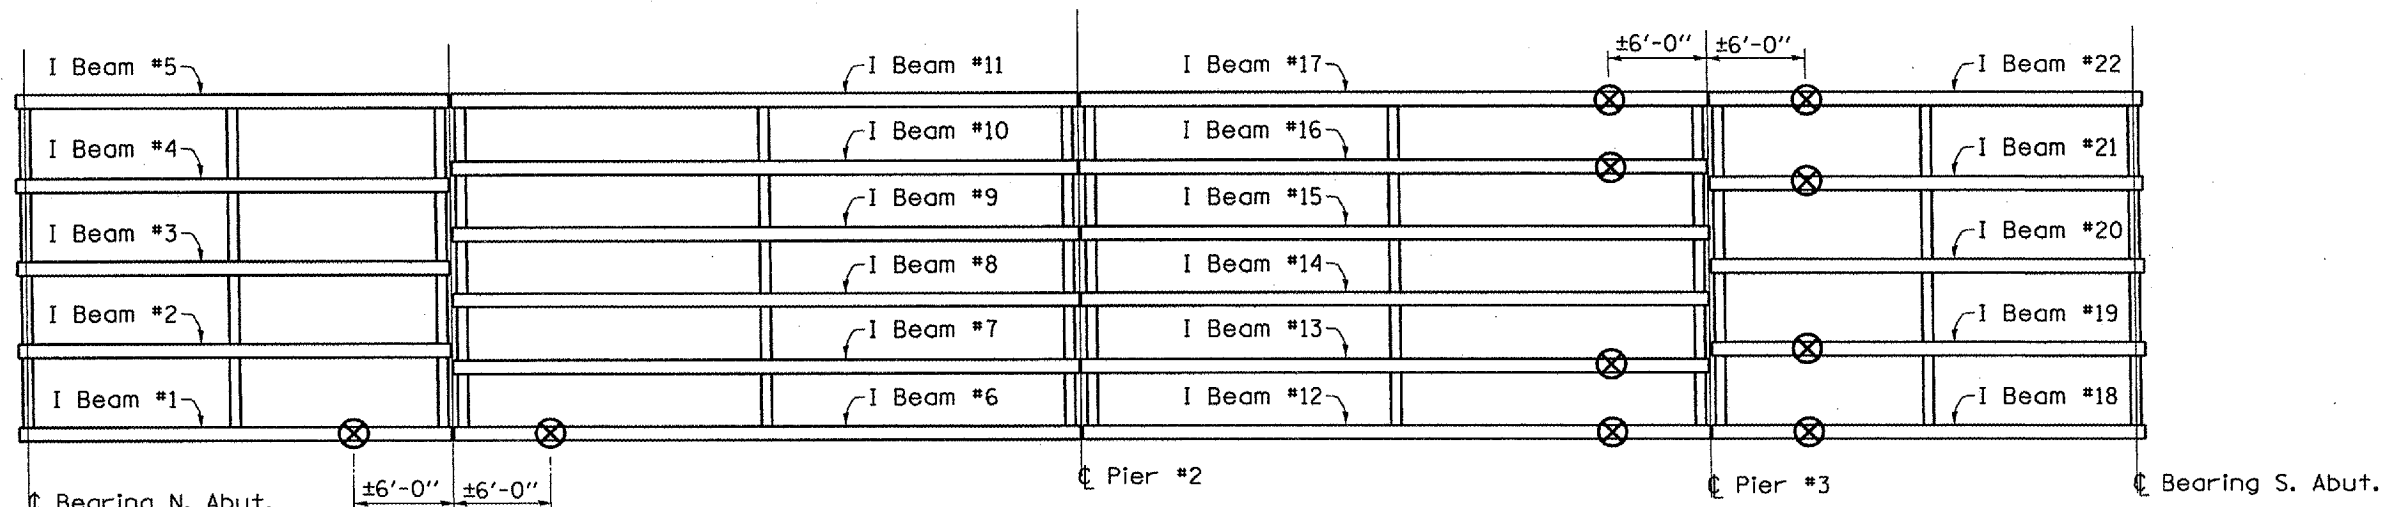 ±6'-0" ±6'-0"
I Beam #5 I Beam #11 I Beam #17 I Beam #22
I Beam #10 I Beam #16
I Beam #4 I Beam #21
I Beam #9 I Beam #15
I Beam #3 I Beam #20
I Beam #8 I Beam #14
I Beam #2 I Beam #19
I Beam #7 I Beam #13
I Beam #1 I Beam #6 I Beam #12 I Beam #18
℄ Pier #2
℄ Pier #3 ℄ Bearing S. Abut.
±6'-0" ±6'-0"
℄ Bearing N. Abut.